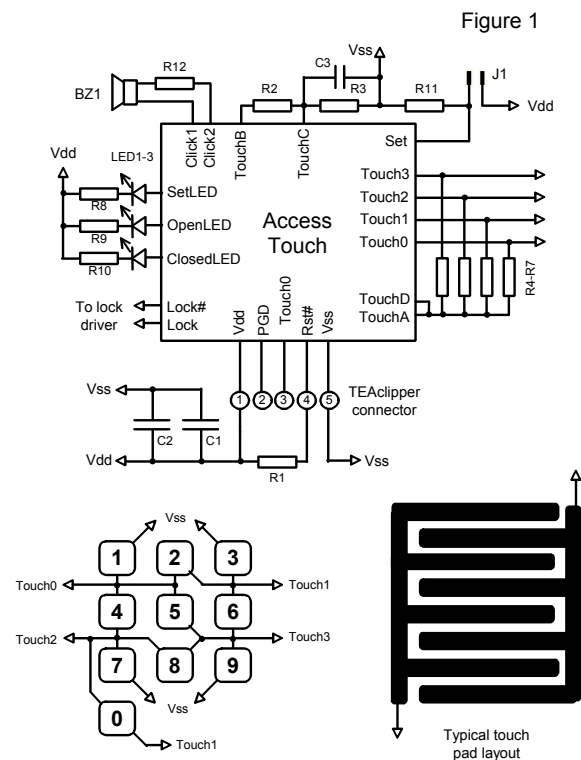 Figure 1
Vss
R12
C3
J1
BZ1
R2
R3
R11
Vdd
Click1
Click2
TouchB
TouchC
Set
Vdd
LED1-3
Touch3
SetLED
Touch2
R8
Access
Touch
Touch1
OpenLED
R9
Touch0
ClosedLED
R10
R4-R7
To lock
driver
Lock#
Lock
TouchD
TouchA
Vdd
PGD
Touch0
Rst#
Vss
1
2
3
4
5
TEAclipper
connector
Vss
C2
C1
Vdd
R1
Vss
Vss
1
2
3
Touch0
Touch1
4
5
6
Touch2
Touch3
7
8
9
Vss
0
Touch1
Typical touch
pad layout